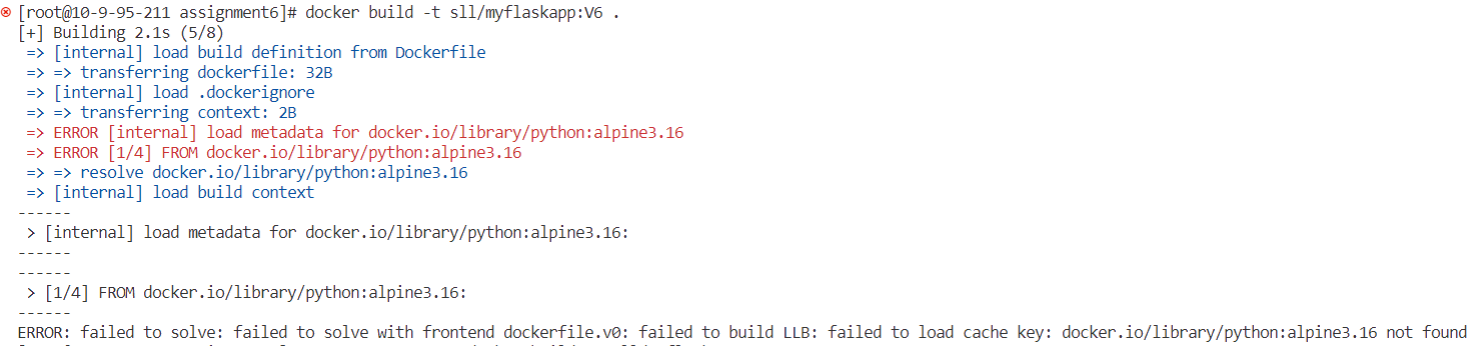 [root@10-9-95-211 assignment6]# docker build -t sll/myflaskapp:V6 .
[+] Building 2.1s (5/8)
=> [internal] load build definition from Dockerfile
=> => transferring dockerfile: 32B
=> [internal] load .dockerignore
=> => transferring context: 2B
=> ERROR [internal] load metadata for docker.io/library/python:alpine3.16
=> ERROR [1/4] FROM docker.io/library/python:alpine3.16
=> => resolve docker.io/library/python:alpine3.16
=> [internal] load build context
------
> [internal] load metadata for docker.io/library/python:alpine3.16:
------
------
> [1/4] FROM docker.io/library/python:alpine3.16:
------
ERROR: failed to solve: failed to solve with frontend dockerfile.v0: failed to build LLB: failed to load cache key: docker.io/library/python:alpine3.16 not found